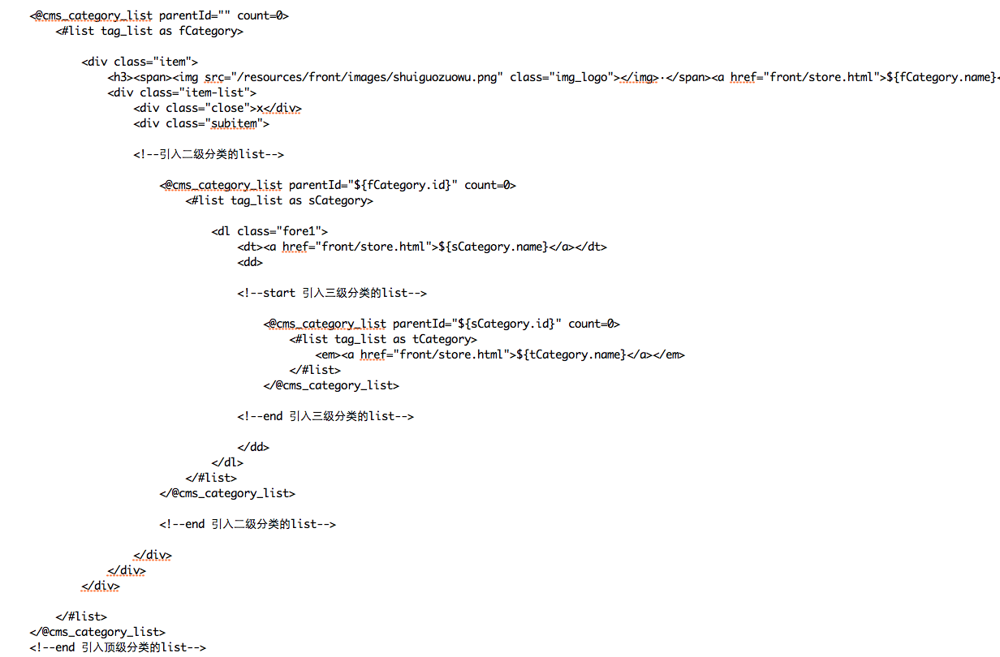 <@cms_category_list parentId="" count=0>
<#list tag_list as fCategory>
<div class="item">
<h3><span><img src="/resources/front/images/shuiguozuowu.png" class="img_logo"></img>·</span><a href="front/store.html">${fCategory.name}<
<div class="item-list">
<div class="close">x</div>
<div class="subitem">
<!--引入二级分类的list-->
<@cms_category_list parentId="${fCategory.id}" count=0>
<#list tag_list as sCategory>
<dl class="fore1">
<dt><a href="front/store.html">${sCategory.name}</a></dt>
<dd>
<!--start 引入三级分类的list-->
<@cms_category_list parentId="${sCategory.id}" count=0>
<#list tag_list as tCategory>
<em><a href="front/store.html">${tCategory.name}</a></em>
</#list>
</@cms_category_list>
<!--end 引入三级分类的list-->
</dd>
</dl>
</#list>
</@cms_category_list>
<!--end 引入二级分类的list-->
</div>
</div>
</div>
</#list>
</@cms_category_list>
<!--end 引入顶级分类的list-->